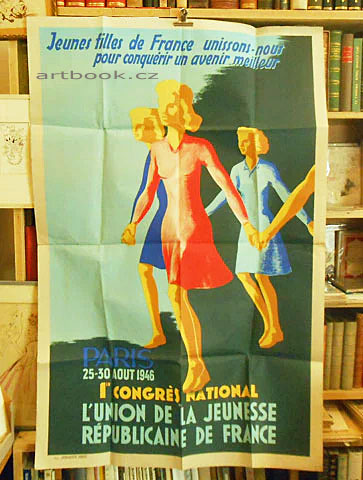 Jeunes filles de France unissons-nous
pour conquérir un avenir meilleur
artbook.cz
PARIS
25-30 AOUT 1946
1er CONGRÈS NATIONAL
L'UNION DE LA JEUNESSE
RÉPUBLICAINE DE FRANCE